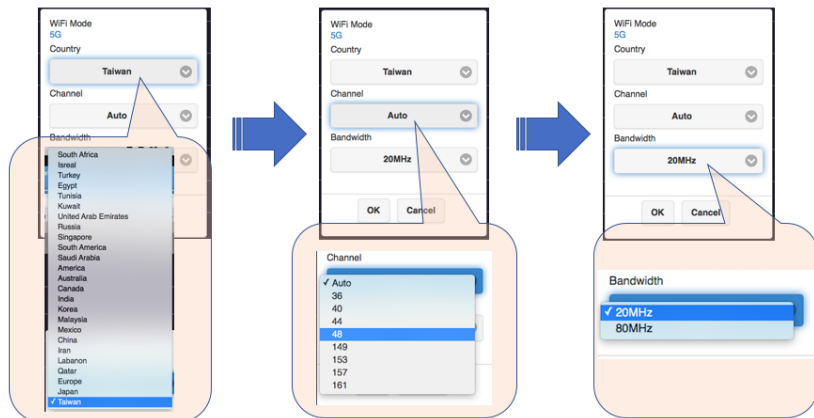 WiFi Mode
5G
Country
Taiwan
Channel
Auto
Bandwidth
South Africa
Isreal
Turkey
Egypt
Tunisia
Kuwait
United Arab Emirates
Russia
Singapore
South America
Saudi Arabia
America
Australia
Canada
India
Korea
Malaysia
Mexico
China
Iran
Labanon
Qatar
Europe
Japan
✓ Taiwan
WiFi Mode
5G
Country
Taiwan
Channel
Auto
Bandwidth
20MHz
OK Cancel
Channel
✓ Auto
36
40
44
48
149
153
157
161
WiFi Mode
5G
Country
Taiwan
Channel
Auto
Bandwidth
20MHz
OK Cancel
Bandwidth
✓ 20MHz
80MHz